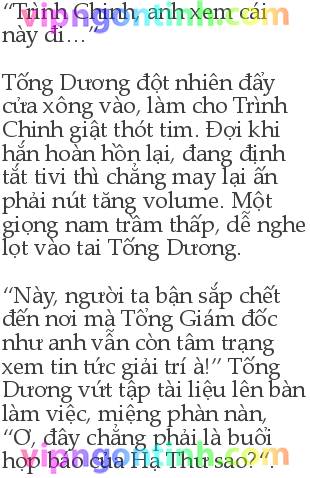 “Trình Chinh, anh xem cái
này đi…”
Tống Dương đột nhiên đẩy
cửa xông vào, làm cho Trình
Chinh giật thót tim. Đợi khi
hắn hoàn hồn lại, đang định
tắt tivi thì chẳng may lại ấn
phải nút tăng volume. Một
giọng nam trầm thấp, dễ nghe
lọt vào tai Tống Dương.
“Này, người ta bận sắp chết
đến nơi mà Tổng Giám đốc
như anh vẫn còn tâm trạng
xem tin tức giải trí à!” Tống
Dương vứt tập tài liệu lên bàn
làm việc, miệng phàn nàn,
“Ơ, đây chẳng phải là buổi
họp báo của Hạ Thư sao?“.
vipngontinh.com
vipngontinh.com